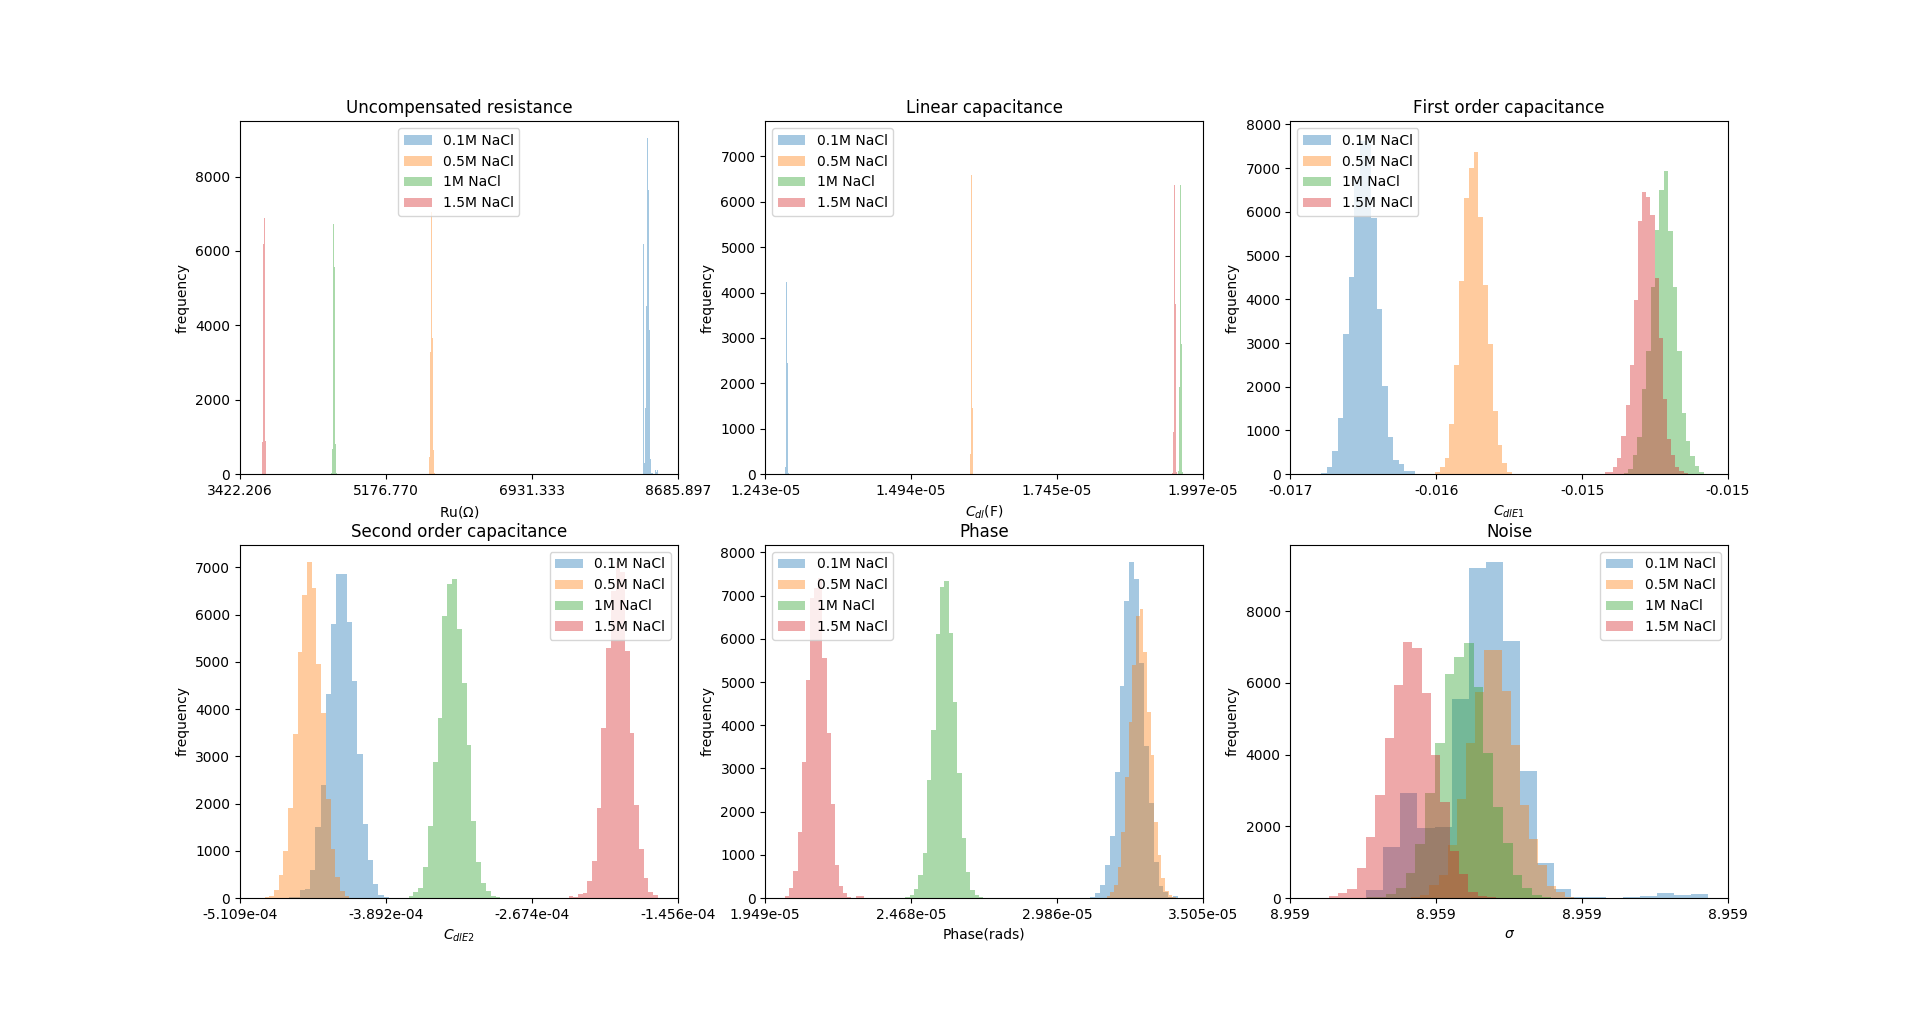 Uncompensated resistance
frequency
8000
6000
4000
2000
0
0.1M NaCl
0.5M NaCl
1M NaCl
1.5M NaCl
3422.206 5176.770 6931.333 8685.897
Ru(Ω)
Linear capacitance
frequency
7000
6000
5000
4000
3000
2000
1000
0
0.1M NaCl
0.5M NaCl
1M NaCl
1.5M NaCl
1.243e-05 1.494e-05 1.745e-05 1.997e-05
C_{dl}(F)
First order capacitance
frequency
8000
7000
6000
5000
4000
3000
2000
1000
0
0.1M NaCl
0.5M NaCl
1M NaCl
1.5M NaCl
-0.017 -0.016 -0.015 -0.015
C_{dlE1}
Second order capacitance
frequency
7000
6000
5000
4000
3000
2000
1000
0
0.1M NaCl
0.5M NaCl
1M NaCl
1.5M NaCl
-5.109e-04 -3.892e-04 -2.674e-04 -1.456e-04
C_{dlE2}
Phase
frequency
8000
7000
6000
5000
4000
3000
2000
1000
0
0.1M NaCl
0.5M NaCl
1M NaCl
1.5M NaCl
1.949e-05 2.468e-05 2.986e-05 3.505e-05
Phase(rads)
Noise
frequency
8000
6000
4000
2000
0
0.1M NaCl
0.5M NaCl
1M NaCl
1.5M NaCl
8.959 8.959 8.959 8.959
σ